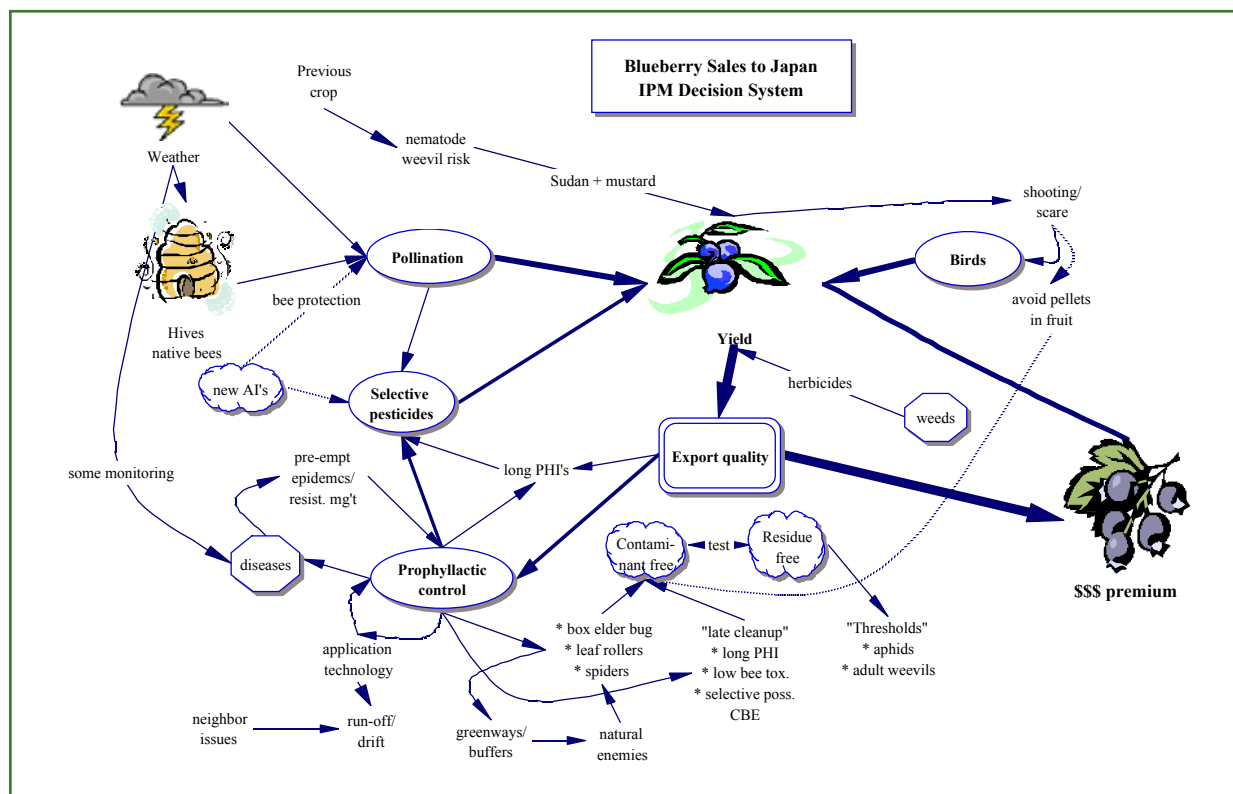 Blueberry Sales to Japan
IPM Decision System
Previous
crop
Weather
nematode
weevil risk
Sudan + mustard
shooting/
scare
Pollination
Birds
bee protection
avoid pellets
in fruit
Hives
native bees
Yield
new AI's
Selective
pesticides
herbicides
weeds
some monitoring
pre-empt
epidemcs/
resist. mg't
long PHI's
Export quality
diseases
Prophyllactic
control
Contami-
nant free
test
Residue
free
$$$ premium
application
technology
* box elder bug
* leaf rollers
* spiders
"late cleanup"
* long PHI
* low bee tox.
* selective poss.
CBE
"Thresholds"
* aphids
* adult weevils
neighbor
issues
run-off/
drift
greenways/
buffers
natural
enemies